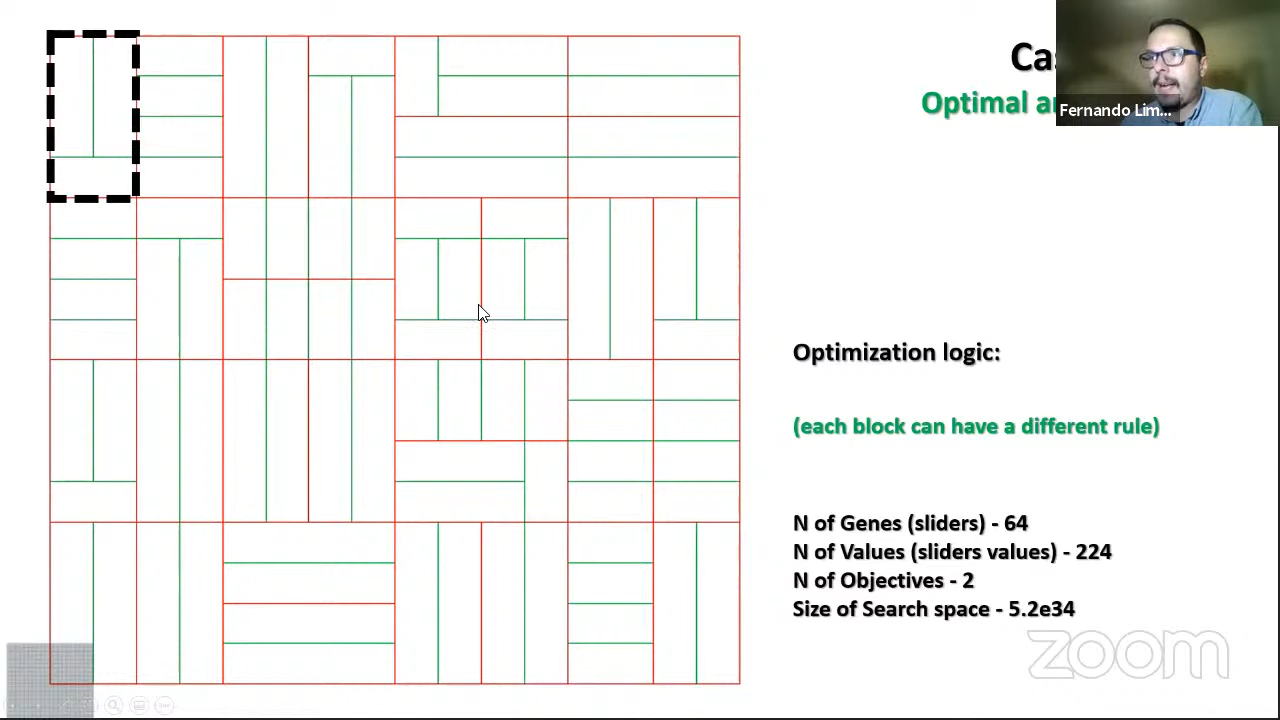 Optimal
Fernando Lim...
Optimization logic:
(each block can have a different rule)
N of Genes (sliders) - 64
N of Values (sliders values) - 224
N of Objectives - 2
Size of Search space - 5.2e34
zoom